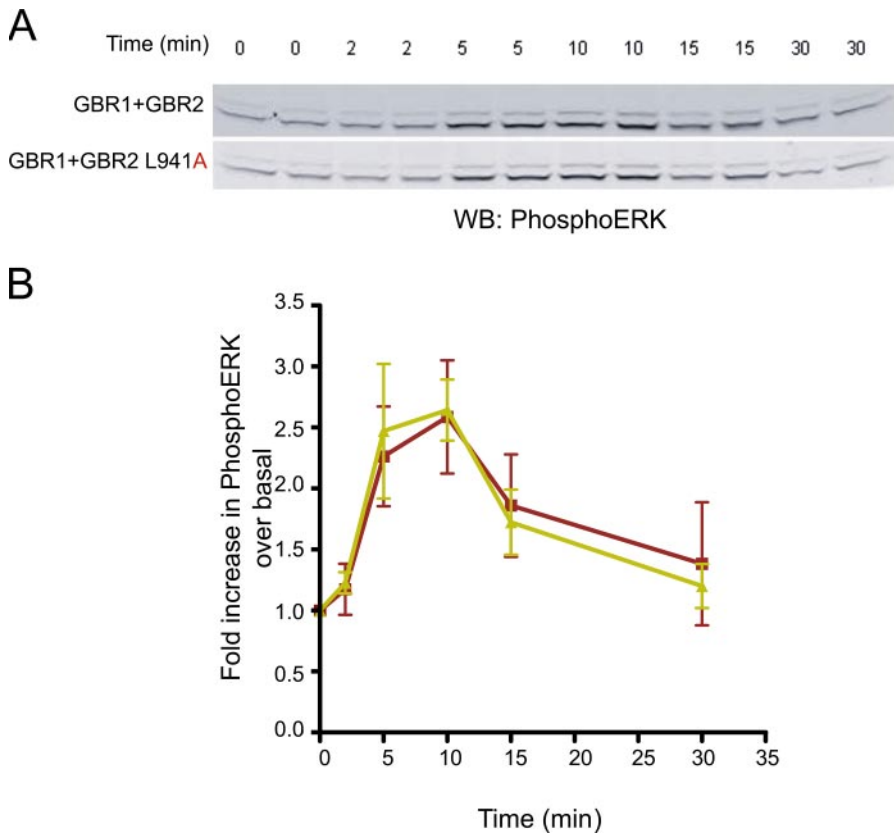 A
Time (min) 0 0 2 2 5 5 10 10 15 15 30 30
GBR1+GBR2
GBR1+GBR2 L941A
WB: PhosphoERK
B
Fold increase in PhosphoERK
over basal
3.5
3.0
2.5
2.0
1.5
1.0
0.5
0.0
0 5 10 15 20 25 30 35
Time (min)